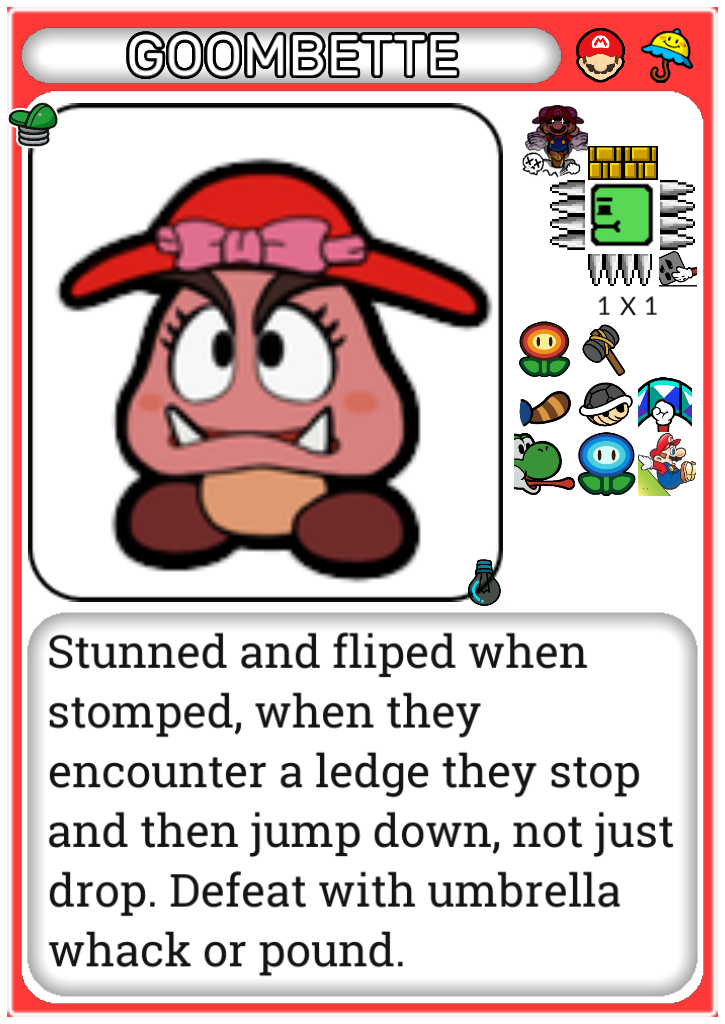 GOOMBETTE
1 X 1
Stunned and fliped when
stomped, when they
encounter a ledge they stop
and then jump down, not just
drop. Defeat with umbrella
whack or pound.